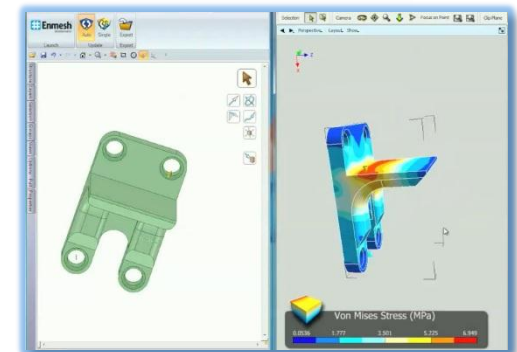 Enmesh
Auto
Single
Export
Launch
Update
Export
Selection
Camera
Focus on Point
Clip Plane
Perspective.. Layout.. Show..
Z
Von Mises Stress (MPa)
0.0536 1.777 3.501 5.225 6.949